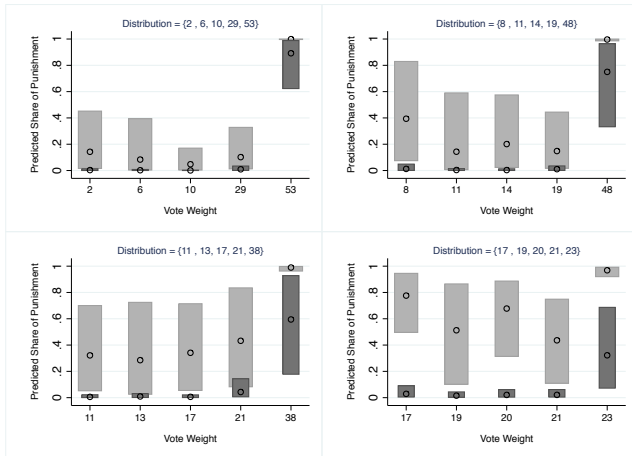 Distribution = {2 , 6, 10, 29, 53}
Predicted Share of Punishment
0 .2 .4 .6 .8 1
2 6 10 29 53
Vote Weight
Distribution = {8 , 11, 14, 19, 48}
Predicted Share of Punishment
0 .2 .4 .6 .8 1
8 11 14 19 48
Vote Weight
Distribution = {11 , 13, 17, 21, 38}
Predicted Share of Punishment
0 .2 .4 .6 .8 1
11 13 17 21 38
Vote Weight
Distribution = {17 , 19, 20, 21, 23}
Predicted Share of Punishment
0 .2 .4 .6 .8 1
17 19 20 21 23
Vote Weight